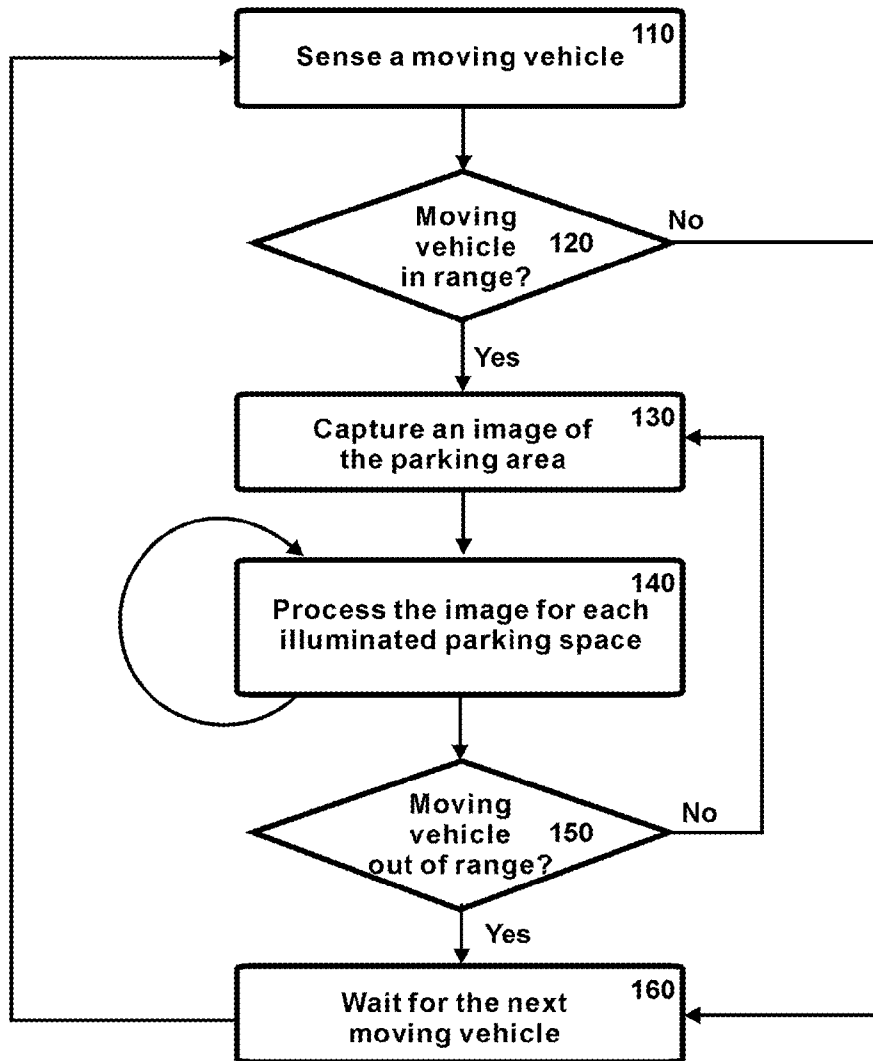 110
Sense a moving vehicle
Moving
vehicle 120
in range?
No
Yes
130
Capture an image of
the parking area
140
Process the image for each
illuminated parking space
Moving
vehicle 150
out of range?
No
Yes
160
Wait for the next
moving vehicle